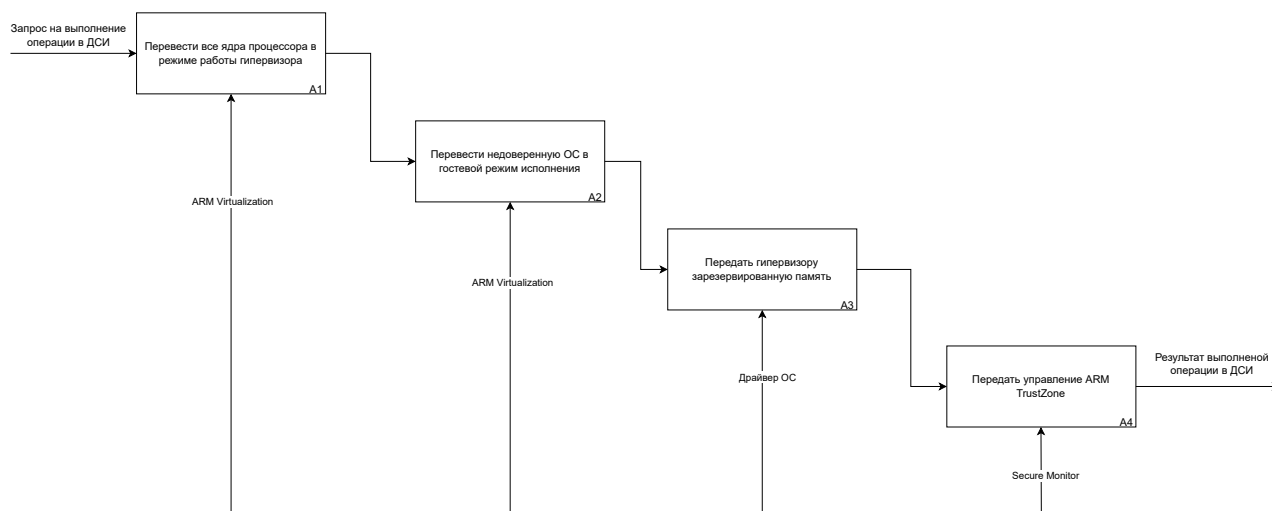 Запрос на выполнение
операции в ДСИ
Перевести все ядра процессора в
режиме работы гипервизора
A1
Перевести недоверенную ОС в
гостевой режим исполнения
A2
ARM Virtualization
Передать гипервизору
зарезервированную память
A3
ARM Virtualization
Результат выполненой
операции в ДСИ
Передать управление ARM
TrustZone
A4
Драйвер ОС
Secure Monitor